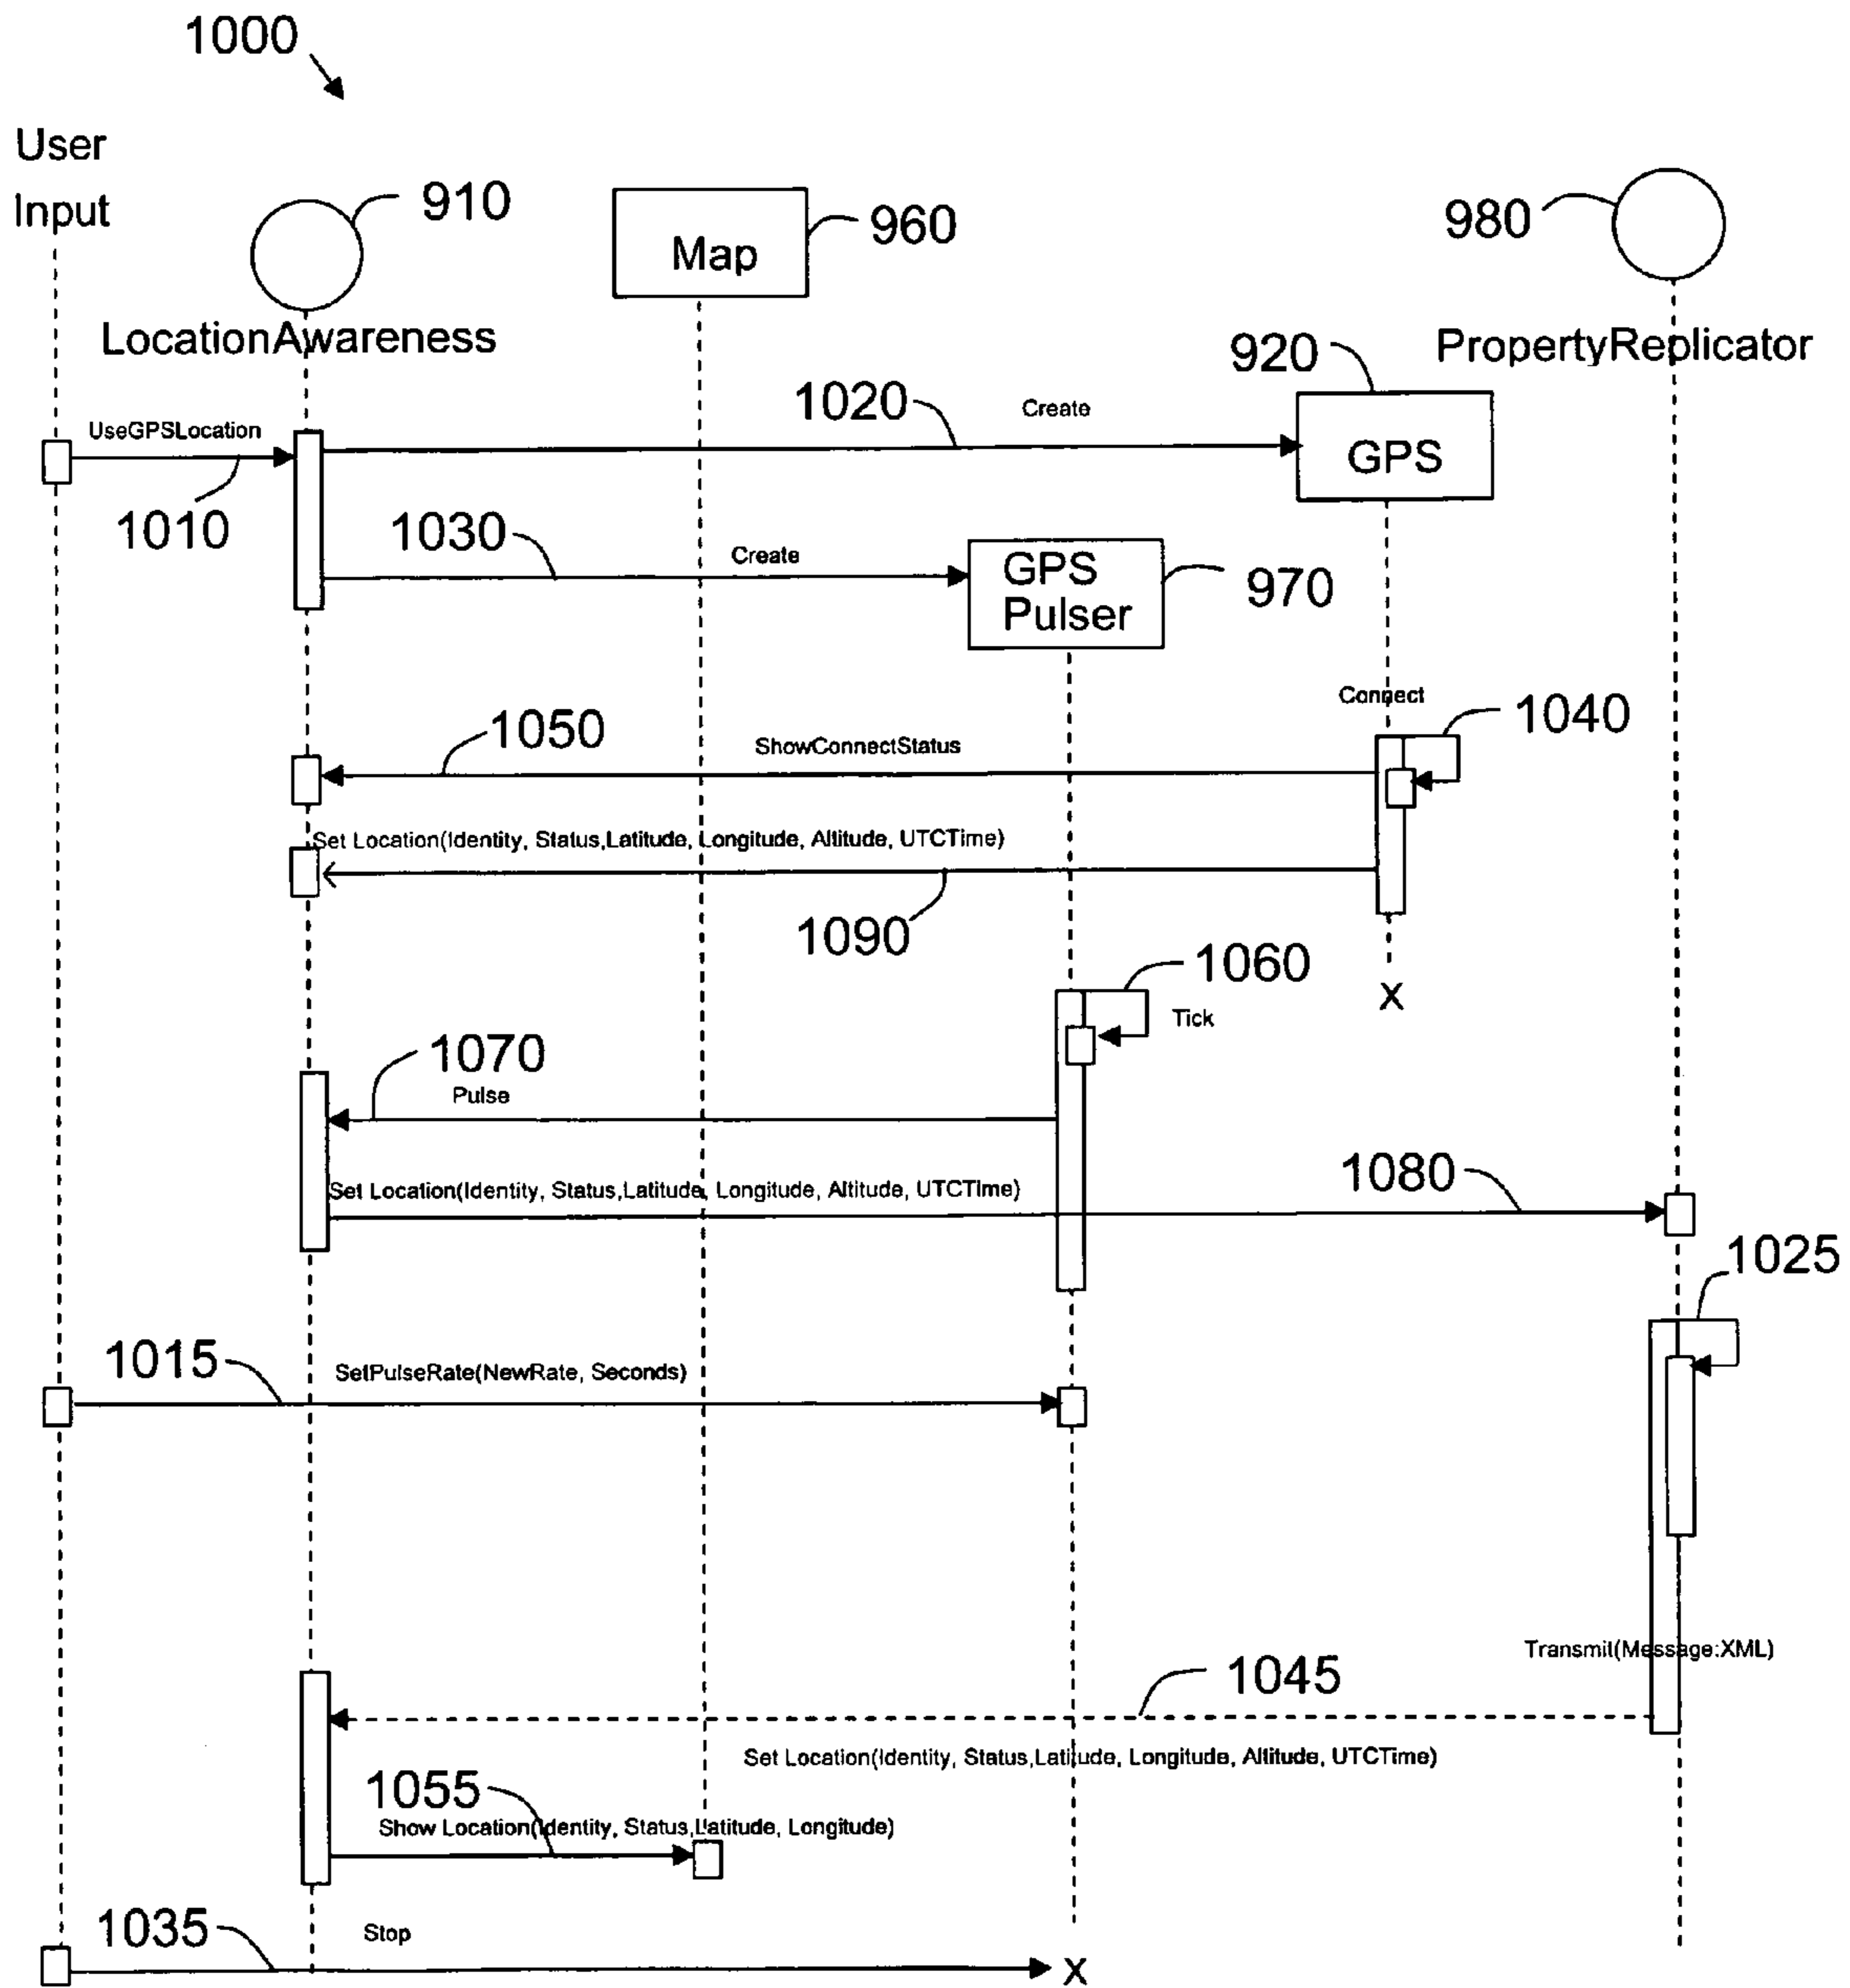 1000
User
Input
910
960
980
Map
LocationAwareness
920
PropertyReplicator
1020
Create
UseGPSLocation
GPS
1010
1030
Create
GPS
Pulser
970
Connect
1040
1050
ShowConnectStatus
Set Location(Identity, Status,Latitude, Longitude, Altitude, UTCTime)
1090
1060
X
Tick
1070
Pulse
1080
Set Location(Identity, Status,Latitude, Longitude, Altitude, UTCTime)
1025
1015
SetPulseRate(NewRate, Seconds)
Transmit(Message:XML)
1045
Set Location(Identity, Status,Latitude, Longitude, Altitude, UTCTime)
1055
Show Location(Identity, Status,Latitude, Longitude)
1035
Stop
X